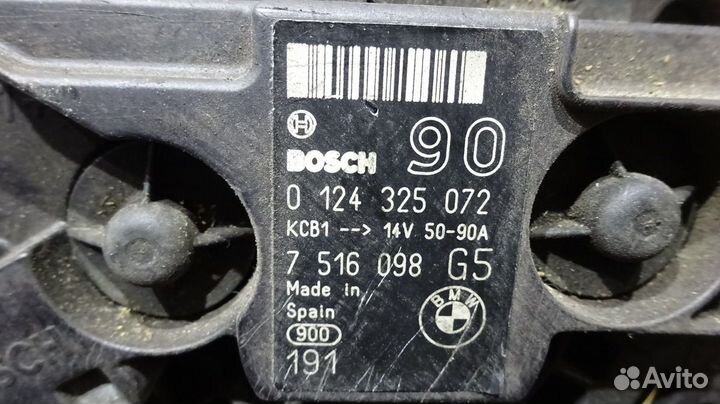 90
BOSCH
0 124 325 072
KCB1 --> 14V 50-90A
7 516 098 G5
Made in
Spain
BMW
900
191
Avito